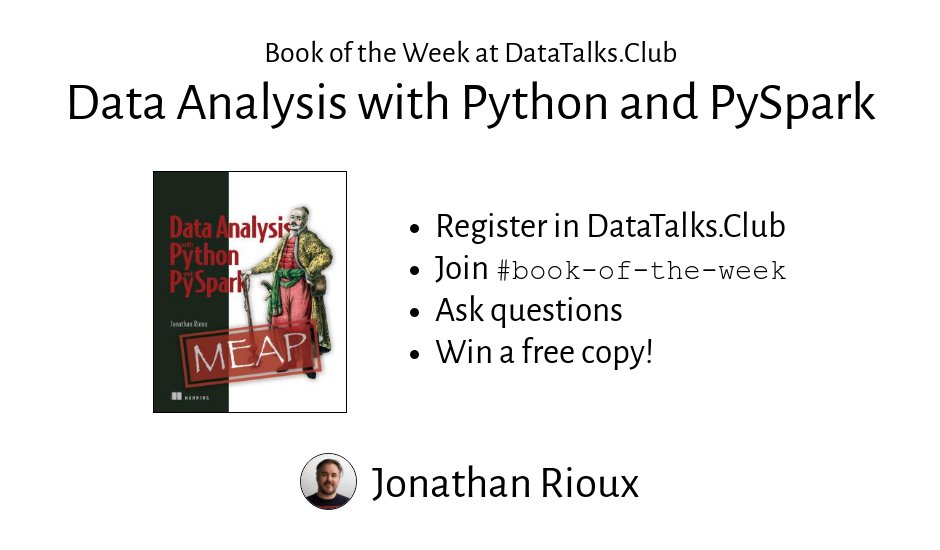 Book of the Week at DataTalks.Club
Data Analysis with Python and PySpark
Data Analysis
with
Python
and
PySpark
Jonathan Rioux
MEAP
MANNING
• Register in DataTalks.Club
• Join #book-of-the-week
• Ask questions
• Win a free copy!
Jonathan Rioux